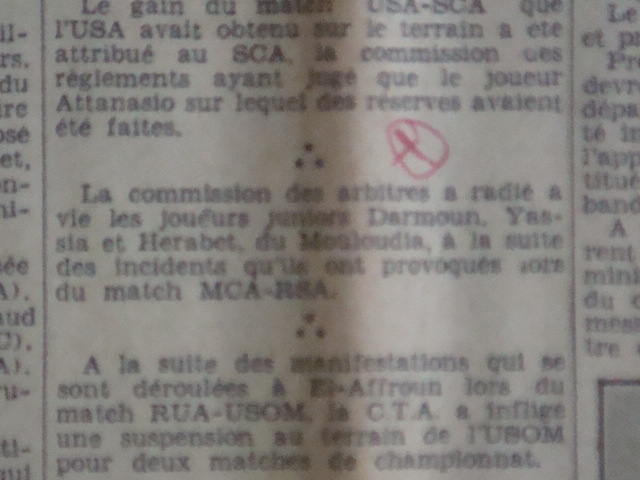 Le gain du match USA-SCA que
l'USA avait obtenu sur le terrain a été
attribué au SCA, la commission des
règlements ayant jugé que le joueur
Attanasio sur lequel des réserves avaient
été faites.
La commission des arbitres a radié à
vie les joueurs juniors Darmoun, Yas-
sia et Herabet, du Mouloudia, à la suite
des incidents qu'ils ont provoqués lors
du match MCA-RSA.
A la suite des manifestations qui se
sont déroulées à El-Affroun lors du
match RUA-USOM, la C.T.A. a infligé
une suspension au terrain de l'USOM
pour deux matches de championnat.